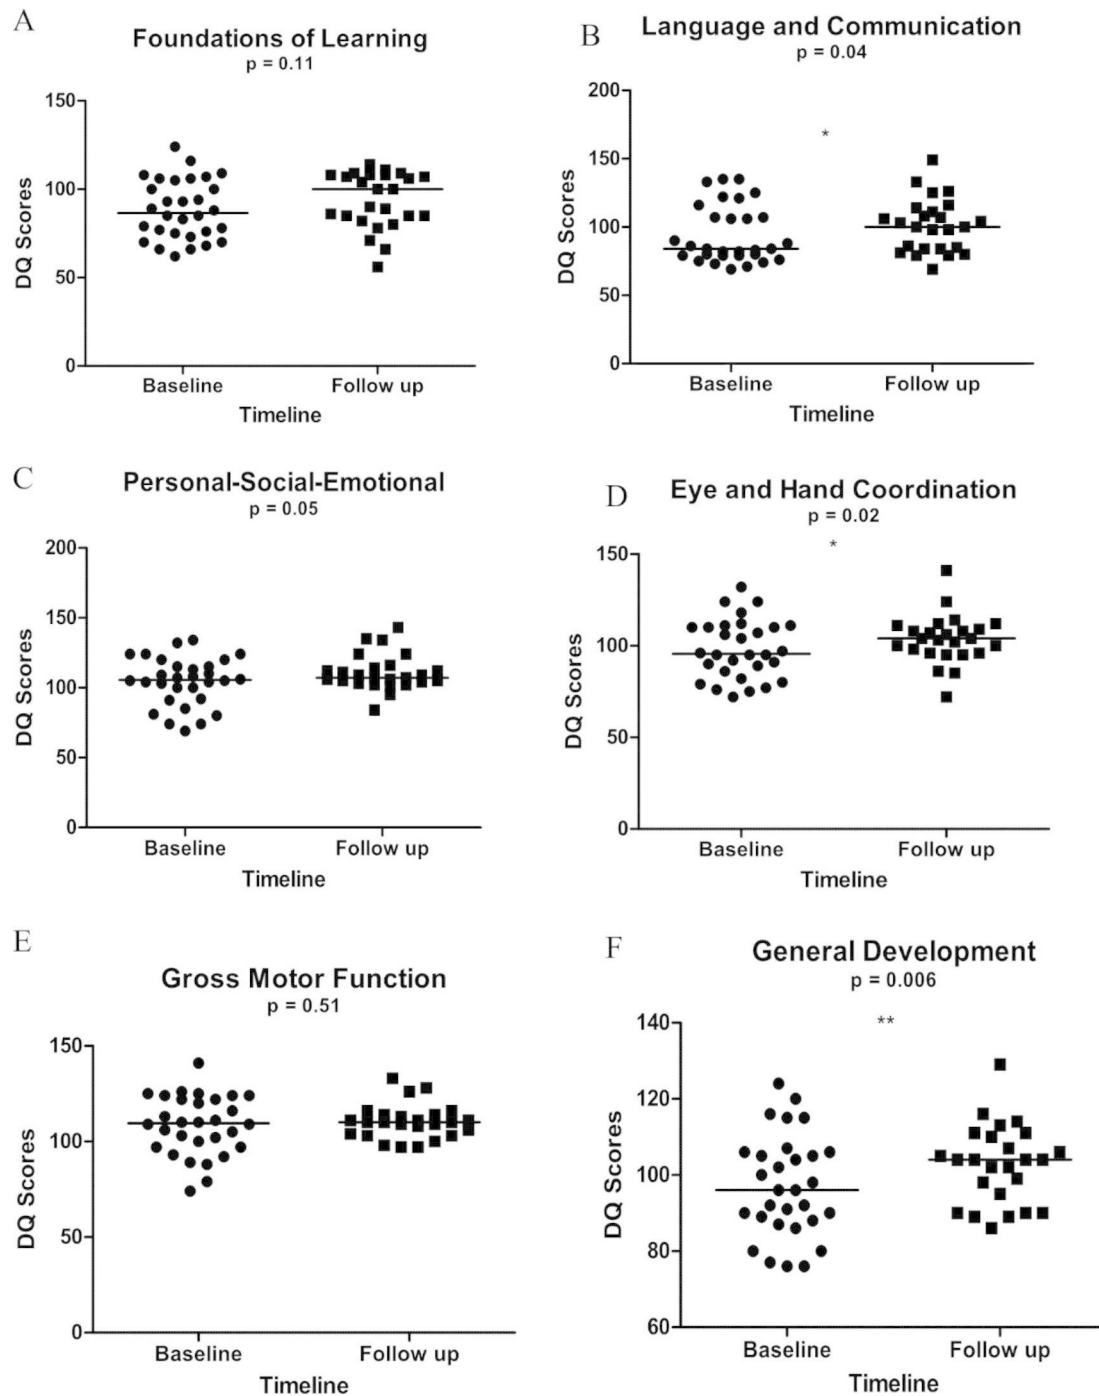 A
Foundations of Learning
p = 0.11
150
100
50
0
DQ Scores
Baseline
Follow up
Timeline
B
Language and Communication
p = 0.04
*
200
150
100
50
0
DQ Scores
Baseline
Follow up
Timeline
C
Personal-Social-Emotional
p = 0.05
200
150
100
50
0
DQ Scores
Baseline
Follow up
Timeline
D
Eye and Hand Coordination
p = 0.02
*
150
100
50
0
DQ Scores
Baseline
Follow up
Timeline
E
Gross Motor Function
p = 0.51
150
100
50
0
DQ Scores
Baseline
Follow up
Timeline
F
General Development
p = 0.006
**
140
120
100
80
60
DQ Scores
Baseline
Follow up
Timeline